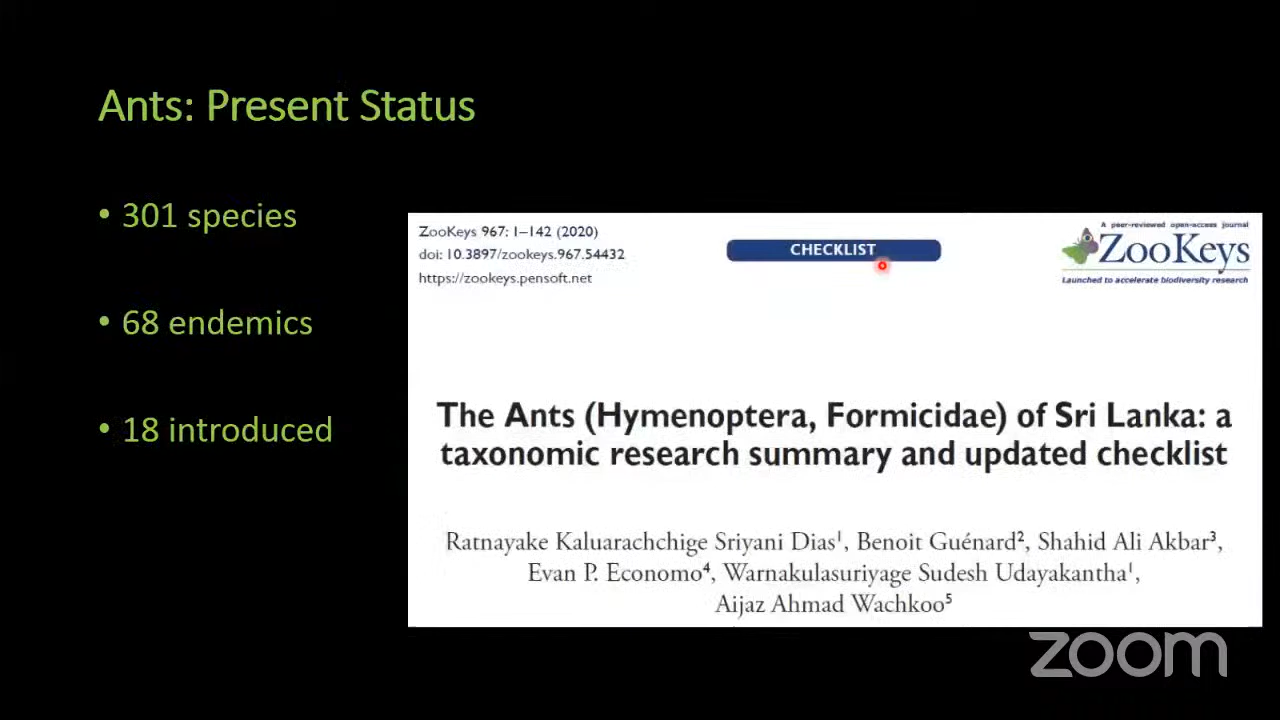 Ants: Present Status
• 301 species
• 68 endemics
• 18 introduced
ZooKeys 967: 1–142 (2020)
doi: 10.3897/zookeys.967.54432
https://zookeys.pensoft.net
CHECKLIST
A peer-reviewed open-access journal
ZooKeys
Launched to accelerate biodiversity research
The Ants (Hymenoptera, Formicidae) of Sri Lanka: a
taxonomic research summary and updated checklist
Ratnayake Kaluarachchige Sriyani Dias¹, Benoit Guénard², Shahid Ali Akbar³,
Evan P. Economo⁴, Warnakulasuriyage Sudesh Udayakantha¹,
Aijaz Ahmad Wachkoo⁵
zoom